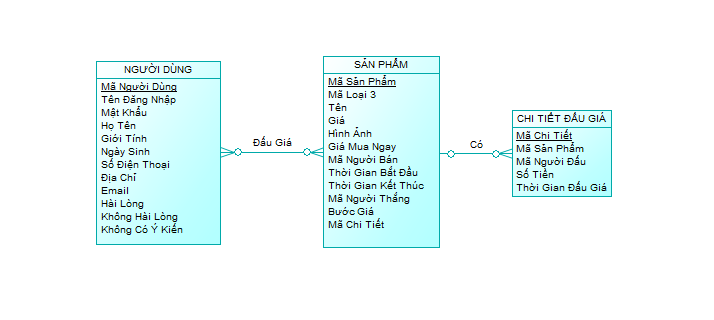 NGƯỜI DÙNG
Mã Người Dùng
Tên Đăng Nhập
Mật Khẩu
Họ Tên
Giới Tính
Ngày Sinh
Số Điện Thoại
Địa Chỉ
Email
Hài Lòng
Không Hài Lòng
Không Có Ý Kiến
Đấu Giá
SẢN PHẨM
Mã Sản Phẩm
Mã Loại 3
Tên
Giá
Hình Ảnh
Giá Mua Ngay
Mã Người Bán
Thời Gian Bắt Đầu
Thời Gian Kết Thúc
Mã Người Thắng
Bước Giá
Mã Chi Tiết
Có
CHI TIẾT ĐẤU GIÁ
Mã Chi Tiết
Mã Sản Phẩm
Mã Người Đấu
Số Tiền
Thời Gian Đấu Giá